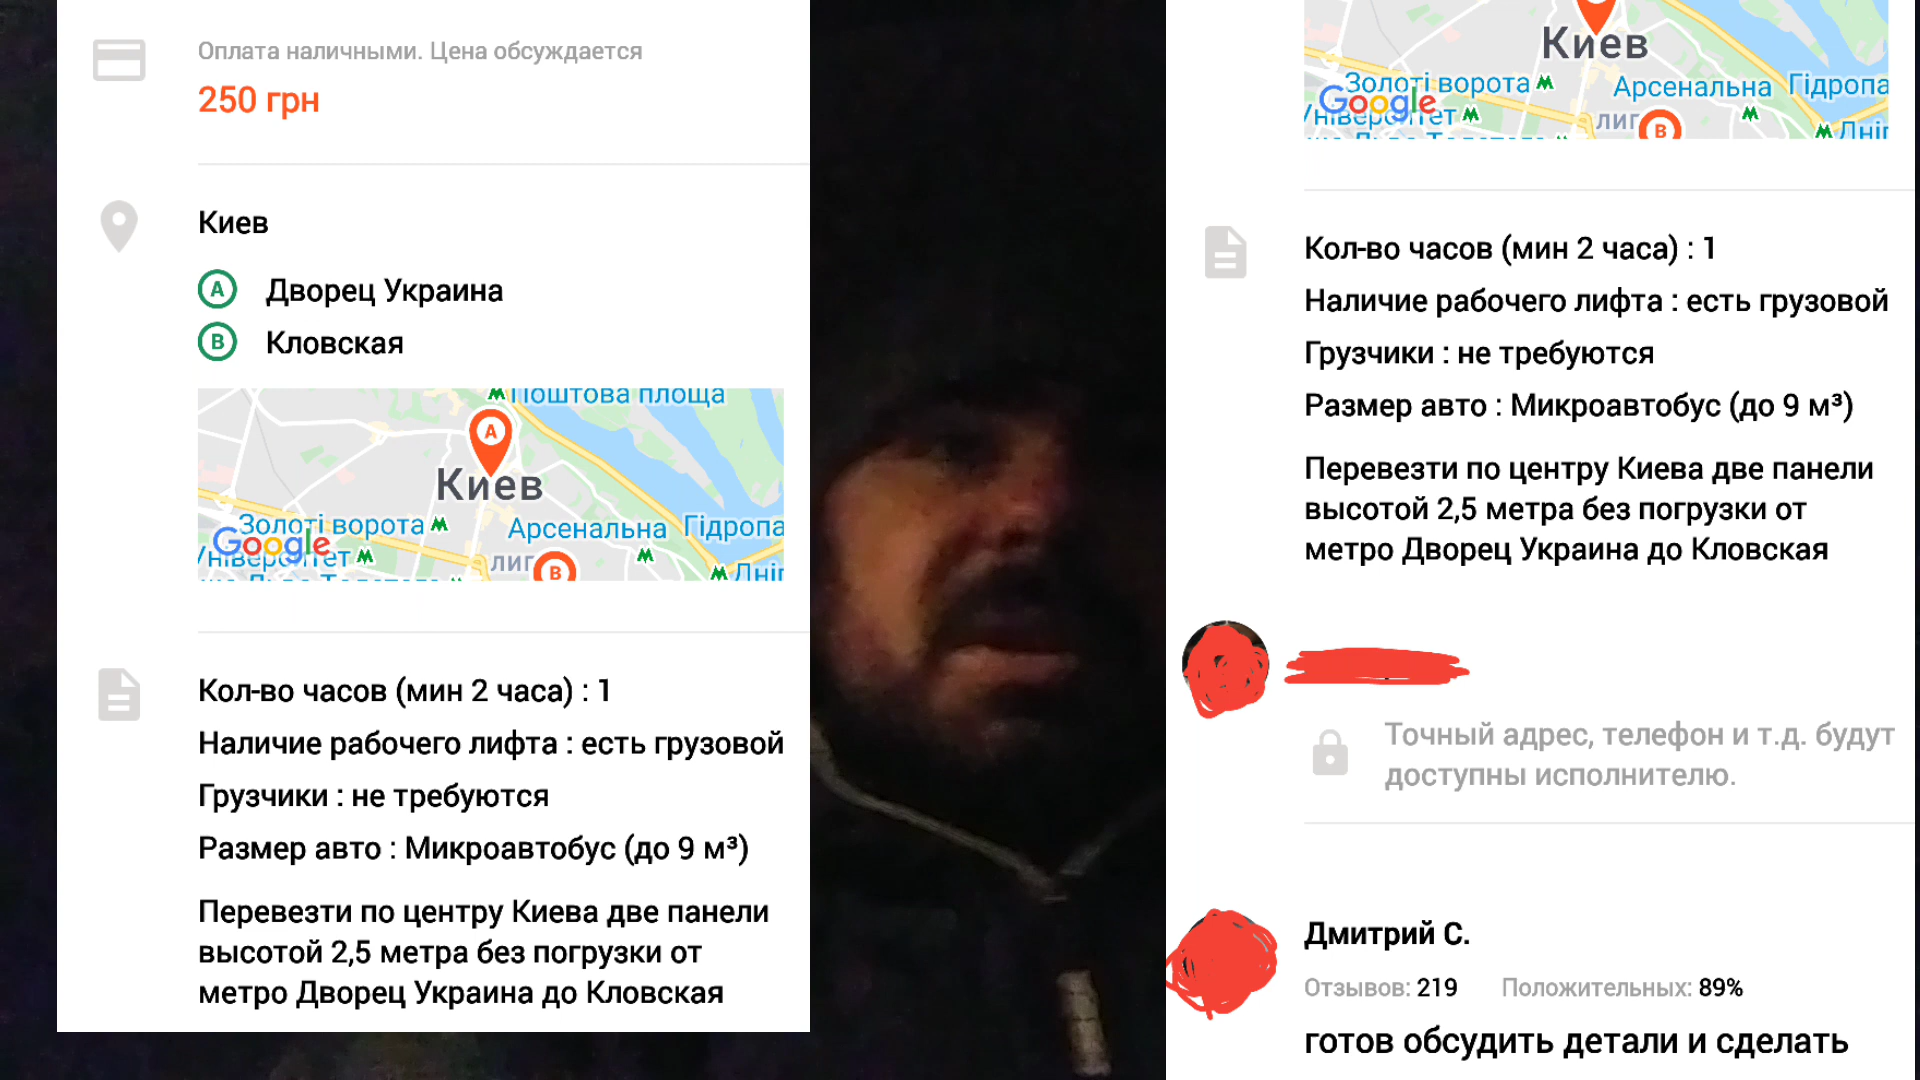 Оплата наличными. Цена обсуждается
250 грн
Киев
A Дворец Украина
B Кловская
Поштова площа
A
Киев
Золоті ворота
Арсенальна
Гідропа
Google
лип
B
Дніп
Кол-во часов (мин 2 часа) : 1
Наличие рабочего лифта : есть грузовой
Грузчики : не требуются
Размер авто : Микроавтобус (до 9 м³)
Перевезти по центру Киева две панели
высотой 2,5 метра без погрузки от
метро Дворец Украина до Кловская
Киев
Золоті ворота
Арсенальна
Гідропа
Google
лип
B
Дніп
Кол-во часов (мин 2 часа) : 1
Наличие рабочего лифта : есть грузовой
Грузчики : не требуются
Размер авто : Микроавтобус (до 9 м³)
Перевезти по центру Киева две панели
высотой 2,5 метра без погрузки от
метро Дворец Украина до Кловская
Точный адрес, телефон и т.д. будут
доступны исполнителю.
Дмитрий С.
Отзывов: 219 Положительных: 89%
готов обсудить детали и сделать